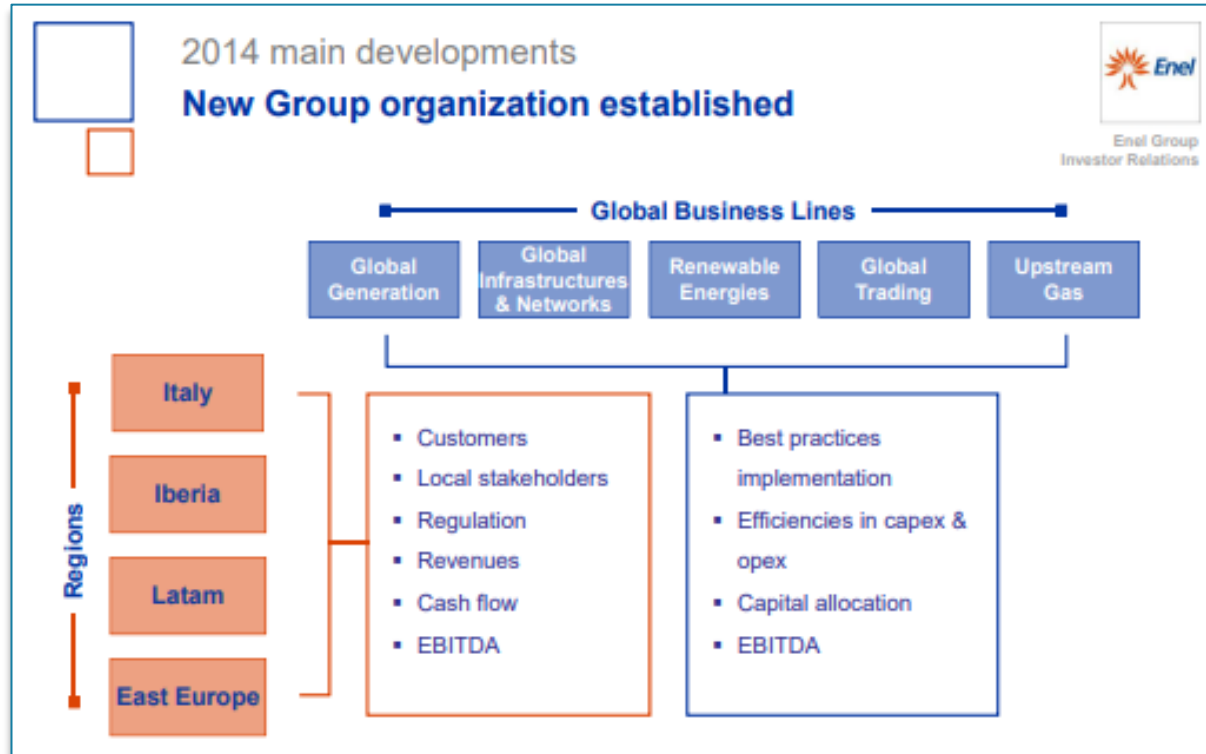 2014 main developments
New Group organization established
Enel
Enel Group
Investor Relations
Global Business Lines
Global
Generation
Global
Infrastructures
& Networks
Renewable
Energies
Global
Trading
Upstream
Gas
Regions
Italy
Iberia
Latam
East Europe
▪ Customers
▪ Local stakeholders
▪ Regulation
▪ Revenues
▪ Cash flow
▪ EBITDA
▪ Best practices
implementation
▪ Efficiencies in capex &
opex
▪ Capital allocation
▪ EBITDA